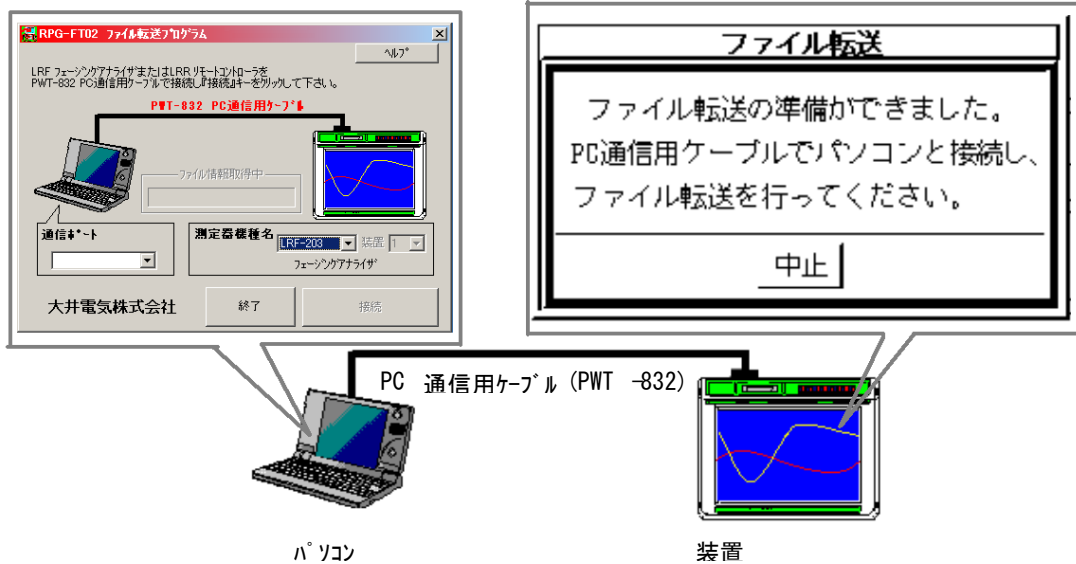 RPG-FT02 ファイル転送プログラム
ヘルプ
LRF フェージングアナライザまたはLRR リモートコントローラを
PWT-832 PC通信用ケーブルで接続し『接続』キーをクリックして下さい。
PWT-832 PC通信用ケーブル
ファイル情報取得中
通信ポート
測定器機種名
LRF-203
装置
1
フェージングアナライザ
大井電気株式会社
終了
接続
ファイル転送
ファイル転送の準備ができました。
PC通信用ケーブルでパソコンと接続し、
ファイル転送を行ってください。
中止
PC 通信用ケーブル (PWT -832)
パソコン
装置